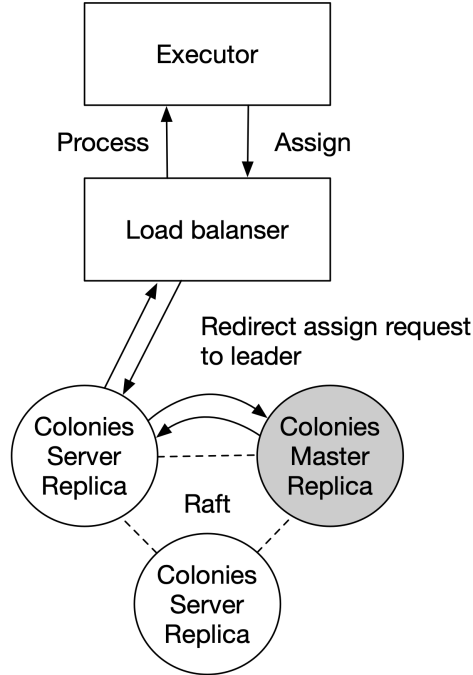 Executor
Process
Assign
Load balanser
Redirect assign request
to leader
Colonies
Server
Replica
Colonies
Master
Replica
Raft
Colonies
Server
Replica